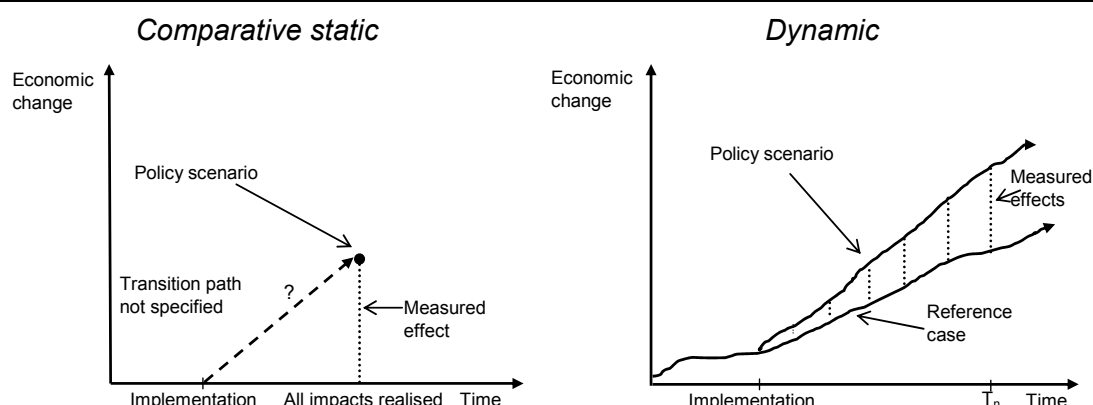 Comparative static
Economic
change
Policy scenario
Transition path
not specified
?
Measured
effect
Implementation
All impacts realised
Time
Dynamic
Economic
change
Policy scenario
Measured
effects
Reference
case
Implementation
Tn
Time